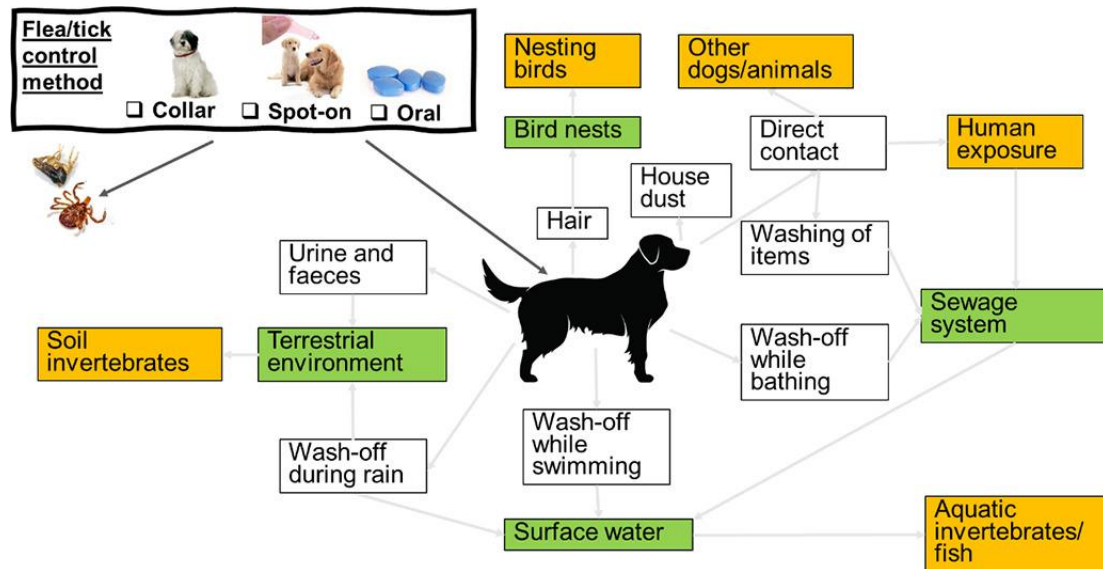 Flea/tick
control
method
❑ Collar ❑ Spot-on ❑ Oral
Nesting
birds
Other
dogs/animals
Bird nests
Direct
contact
Human
exposure
House
dust
Hair
Washing of
items
Urine and
faeces
Sewage
system
Soil
invertebrates
Terrestrial
environment
Wash-off
while
bathing
Wash-off
while
swimming
Wash-off
during rain
Surface water
Aquatic
invertebrates/
fish